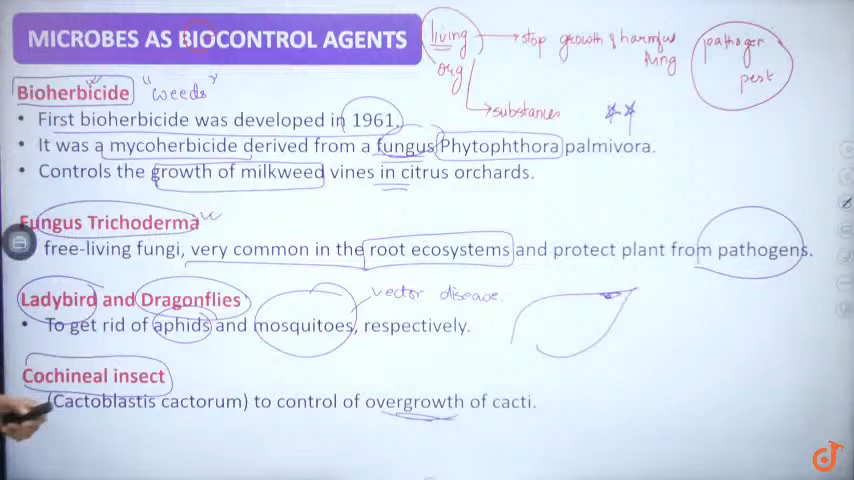 MICROBES AS BIOCONTROL AGENTS
living org
stop growth of harmful
substances
pathogen
pest
Bioherbicide "weeds"
• First bioherbicide was developed in 1961.
• It was a mycoherbicide derived from a fungus Phytophthora palmivora.
• Controls the growth of milkweed vines in citrus orchards.
Fungus Trichoderma
free-living fungi, very common in the root ecosystems and protect plant from pathogens.
Ladybird and Dragonflies
vector disease.
• To get rid of aphids and mosquitoes, respectively.
Cochineal insect
(Cactoblastis cactorum) to control of overgrowth of cacti.